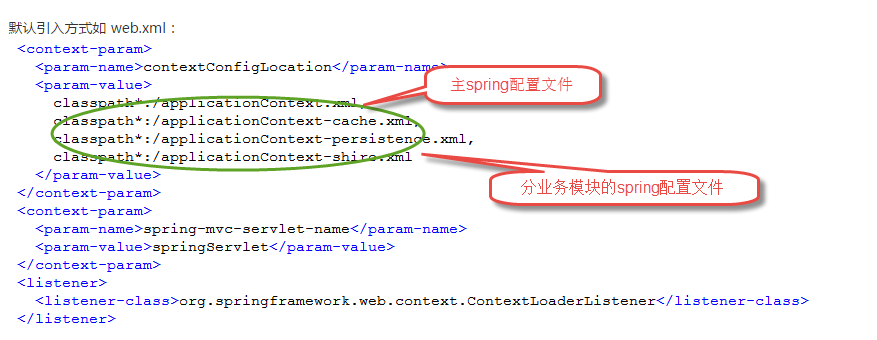 默认引入方式如 web.xml：
<context-param>
<param-name>contextConfigLocation</param-name>
<param-value>
classpath*:/applicationContext.xml,
主spring配置文件
classpath*:/applicationContext-cache.xml,
classpath*:/applicationContext-persistence.xml,
classpath*:/applicationContext-shiro.xml
</param-value>
分业务模块的spring配置文件
</context-param>
<context-param>
<param-name>spring-mvc-servlet-name</param-name>
<param-value>springServlet</param-value>
</context-param>
<listener>
<listener-class>org.springframework.web.context.ContextLoaderListener</listener-class>
</listener>